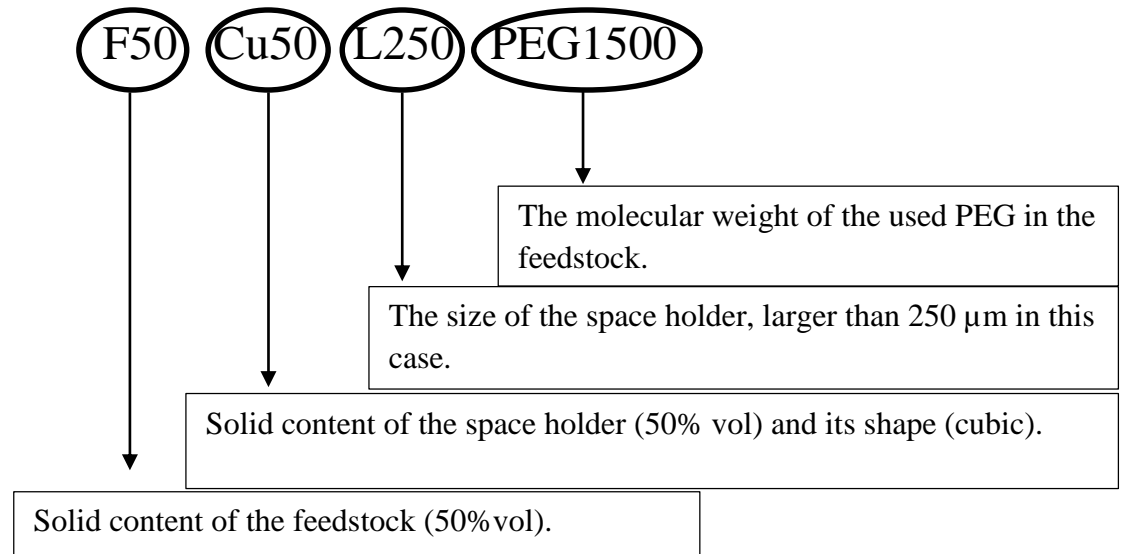 F50 Cu50 L250 PEG1500
The molecular weight of the used PEG in the
feedstock.
The size of the space holder, larger than 250 µm in this
case.
Solid content of the space holder (50% vol) and its shape (cubic).
Solid content of the feedstock (50%vol).